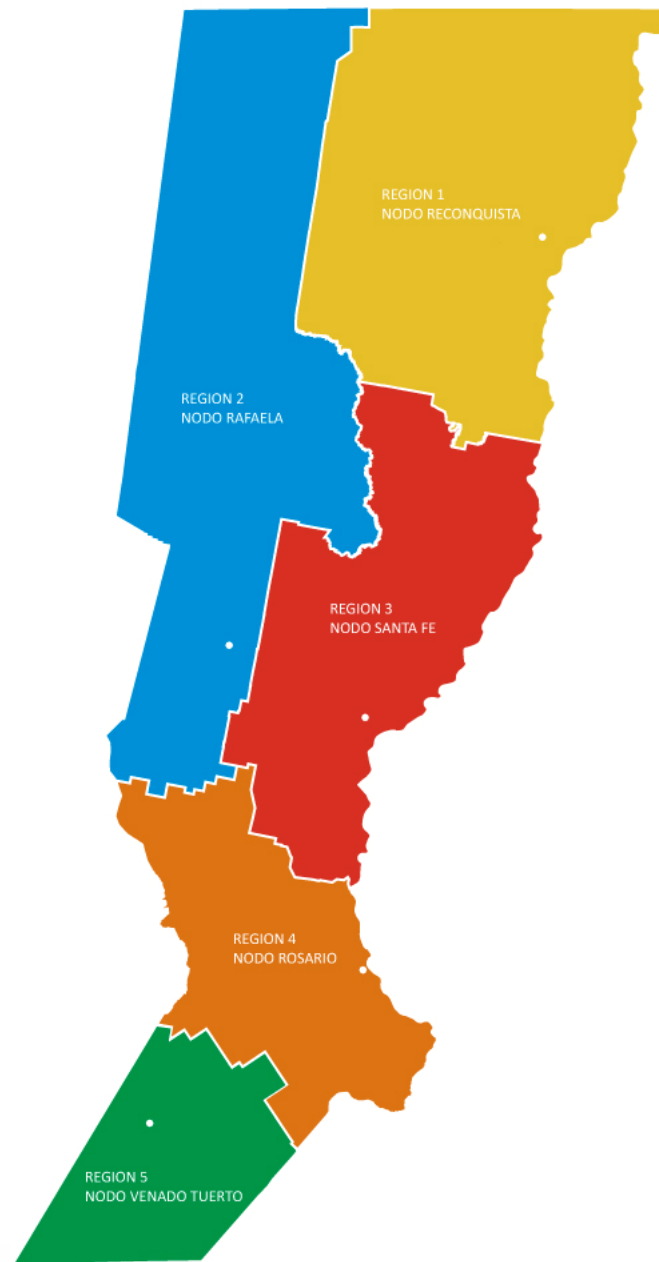 REGION 1
NODO RECONQUISTA
REGION 2
NODO RAFAELA
REGION 3
NODO SANTA FE
REGION 4
NODO ROSARIO
REGION 5
NODO VENADO TUERTO